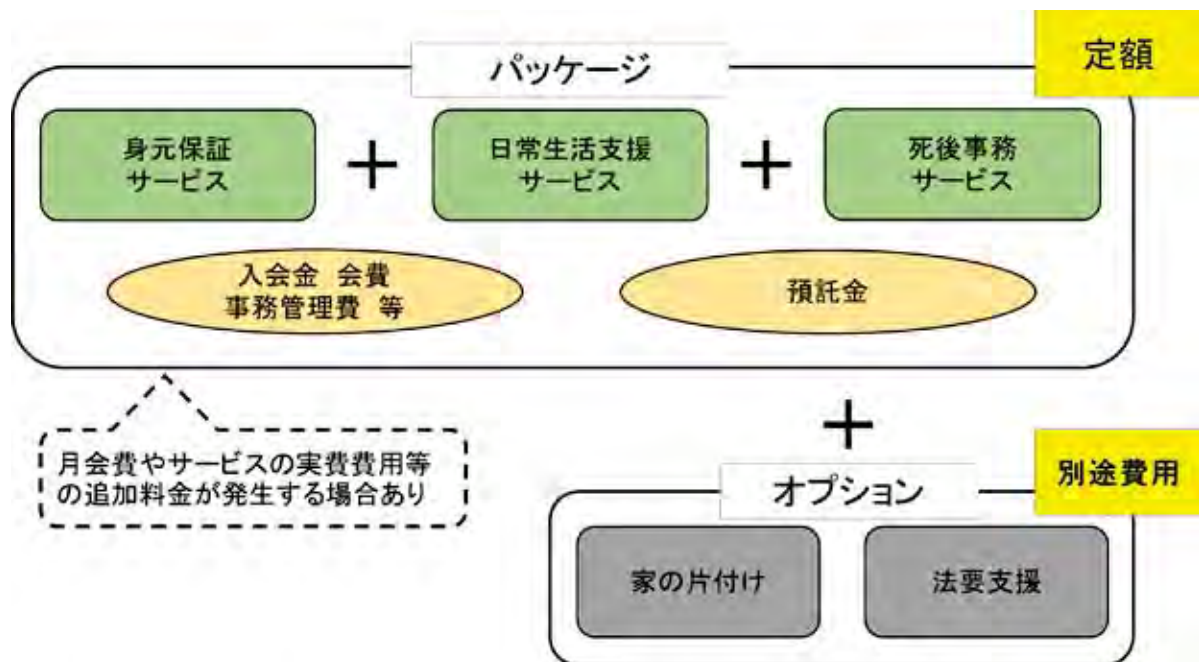 パッケージ
定額
身元保証
サービス
+
日常生活支援
サービス
+
死後事務
サービス
入会金 会費
事務管理費 等
預託金
月会費やサービスの実費費用等
の追加料金が発生する場合あり
+
オプション
別途費用
家の片付け
法要支援